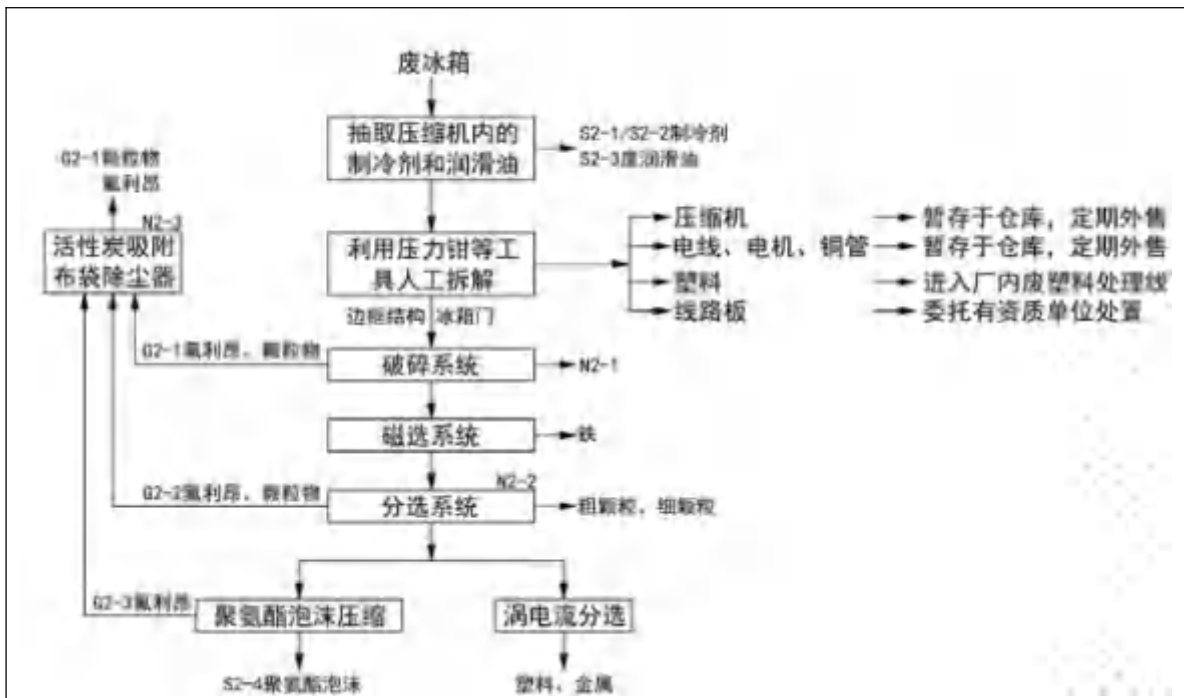 废冰箱
抽取压缩机内的
制冷剂和润滑油
S2-1/S2-2制冷剂
S2-3废润滑油
G2-1颗粒物
氟利昂
N2-3
活性炭吸附
布袋除尘器
利用压力钳等工
具人工拆解
压缩机
暂存于仓库，定期外售
电线、电机、铜管
暂存于仓库，定期外售
塑料
进入厂内废塑料处理线
线路板
委托有资质单位处置
边框结构 冰箱门
G2-1氟利昂、颗粒物
破碎系统
N2-1
磁选系统
铁
N2-2
G2-2氟利昂、颗粒物
分选系统
粗颗粒、细颗粒
G2-3氟利昂
聚氨酯泡沫压缩
涡电流分选
S2-4聚氨酯泡沫
塑料、金属